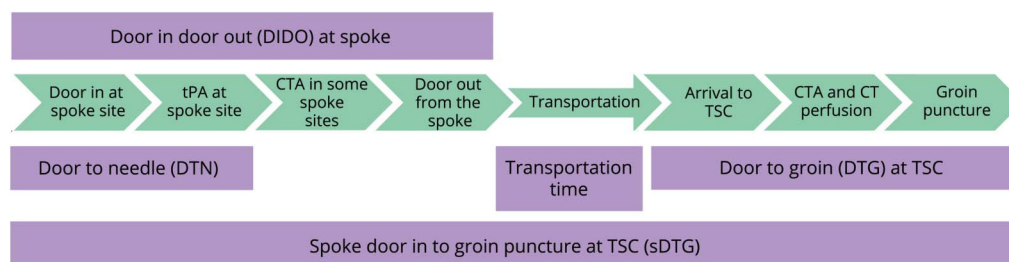 Door in door out (DIDO) at spoke
Door in at
spoke site
tPA at
spoke site
CTA in some
spoke
sites
Door out
from the
spoke
Transportation
Arrival to
TSC
CTA and CT
perfusion
Groin
puncture
Door to needle (DTN)
Transportation
time
Door to groin (DTG) at TSC
Spoke door in to groin puncture at TSC (sDTG)